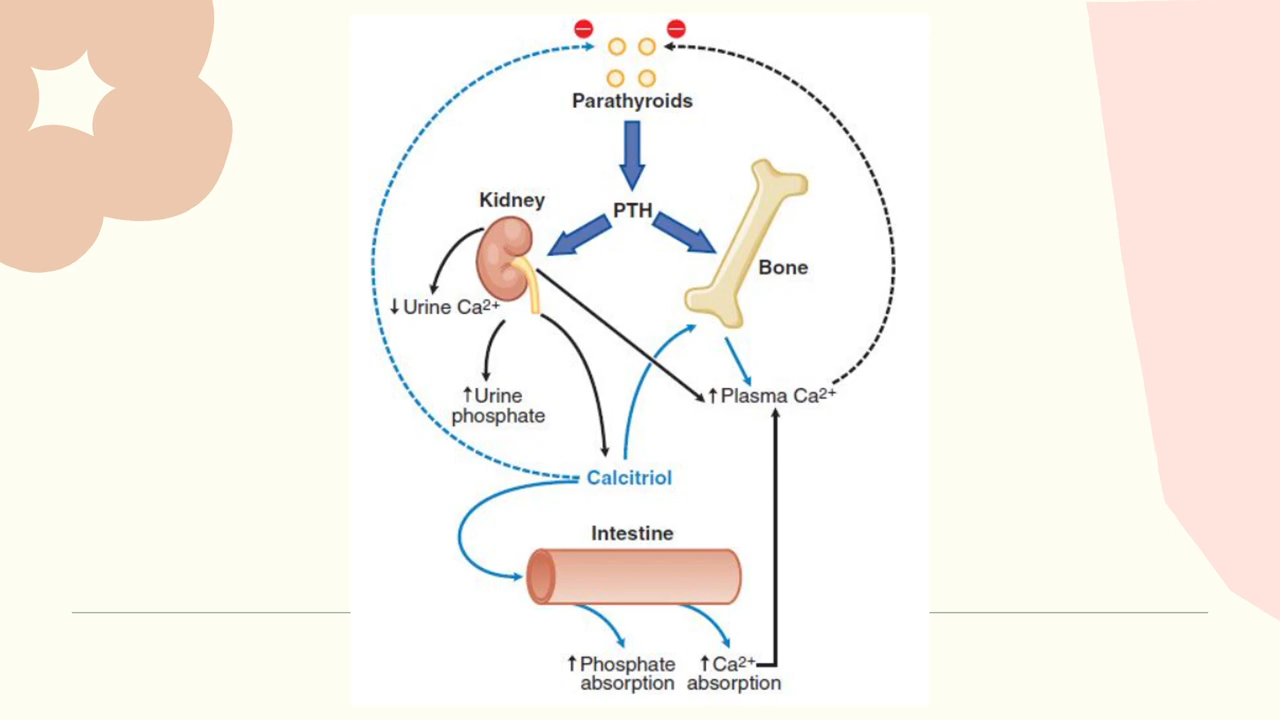 Parathyroids
PTH
Kidney
Bone
↓ Urine Ca2+
↑ Urine
phosphate
↑ Plasma Ca2+
Calcitriol
Intestine
↑ Phosphate
absorption
↑ Ca2+
absorption